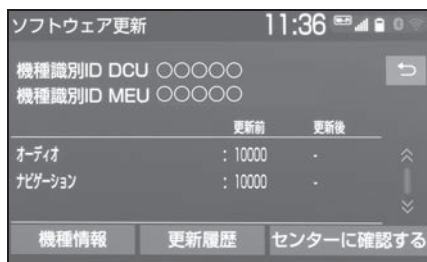 ソフトウェア更新 11:36
機種識別ID DCU ○○○○○
機種識別ID MEU ○○○○○
更新前 更新後
オーディオ : 10000 -
ナビゲーション : 10000 -
機種情報 更新履歴 センターに確認する